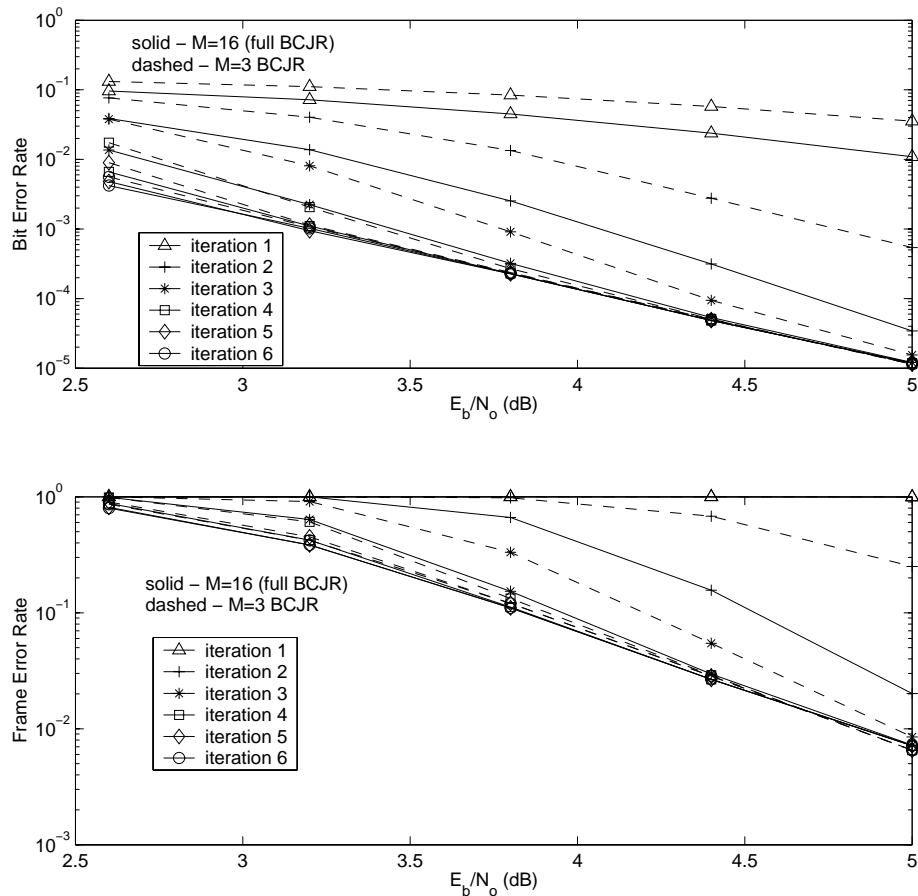 10^0
solid – M=16 (full BCJR)
dashed – M=3 BCJR
10^-1
10^-2
10^-3
10^-4
10^-5
Bit Error Rate
iteration 1
iteration 2
iteration 3
iteration 4
iteration 5
iteration 6
2.5 3 3.5 4 4.5 5
E_b/N_o (dB)
10^0
10^-1
10^-2
10^-3
Frame Error Rate
solid – M=16 (full BCJR)
dashed – M=3 BCJR
iteration 1
iteration 2
iteration 3
iteration 4
iteration 5
iteration 6
2.5 3 3.5 4 4.5 5
E_b/N_o (dB)